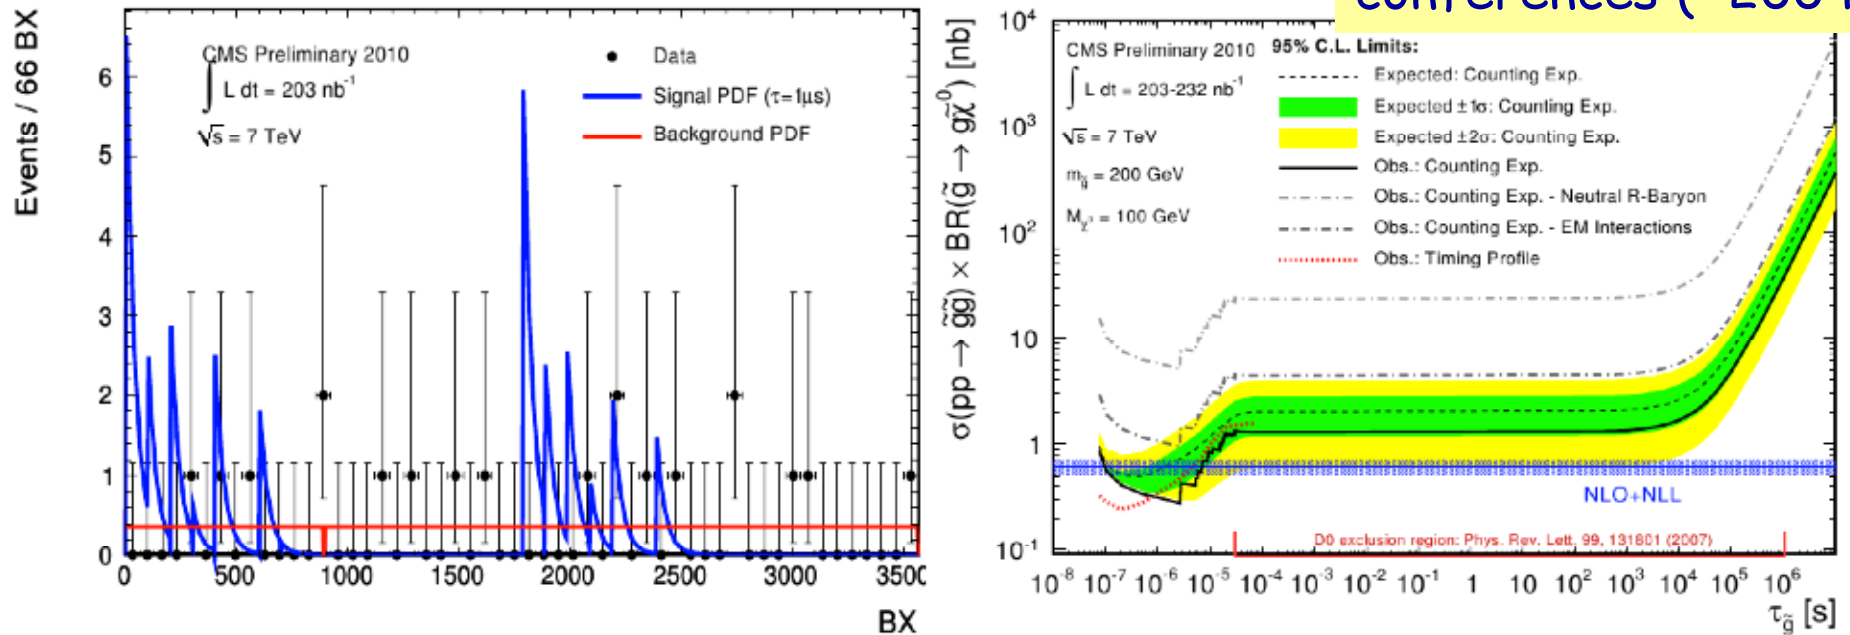 conferences (~200
Events / 66 BX
CMS Preliminary 2010
∫ L dt = 203 nb⁻¹
√s = 7 TeV
Data
Signal PDF (τ=1μs)
Background PDF
6
5
4
3
2
1
0
0 500 1000 1500 2000 2500 3000 3500
BX
σ(pp → g̃g̃) × BR(g̃ → gχ̃⁰) [nb]
CMS Preliminary 2010
∫ L dt = 203-232 nb⁻¹
√s = 7 TeV
m_g̃ = 200 GeV
= 100 GeV
95% C.L. Limits:
Expected: Counting Exp.
Expected ±1σ: Counting Exp.
Expected ±2σ: Counting Exp.
Obs.: Counting Exp.
Obs.: Counting Exp. - Neutral R-Baryon
Obs.: Counting Exp. - EM Interactions
Obs.: Timing Profile
10⁴
10³
10²
10
1
10⁻¹
NLO+NLL
D0 exclusion region: Phys. Rev. Lett, 99, 131801 (2007)
10⁻⁸ 10⁻⁷ 10⁻⁶ 10⁻⁵ 10⁻⁴ 10⁻³ 10⁻² 10⁻¹ 1 10 10² 10³ 10⁴ 10⁵ 10⁶
τ_g̃ [s]